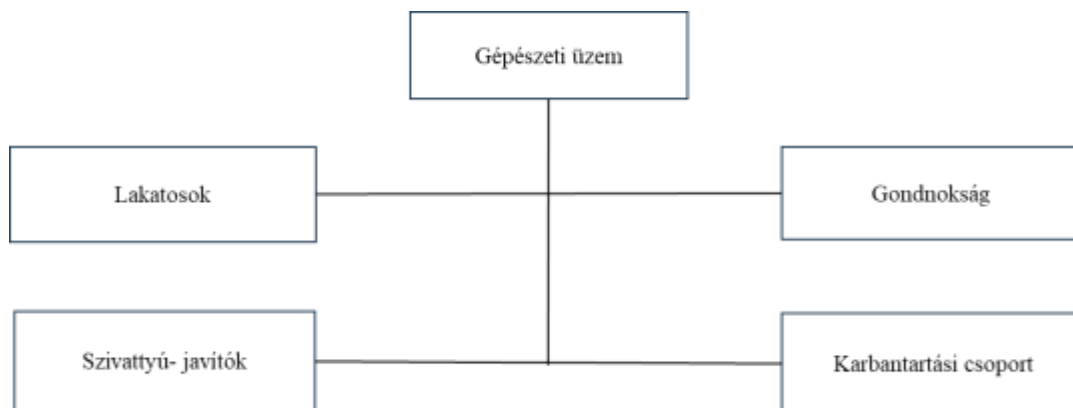 Gépészeti üzem
Lakatosok
Gondnokság
Szivattyú- javítók
Karbantartási csoport